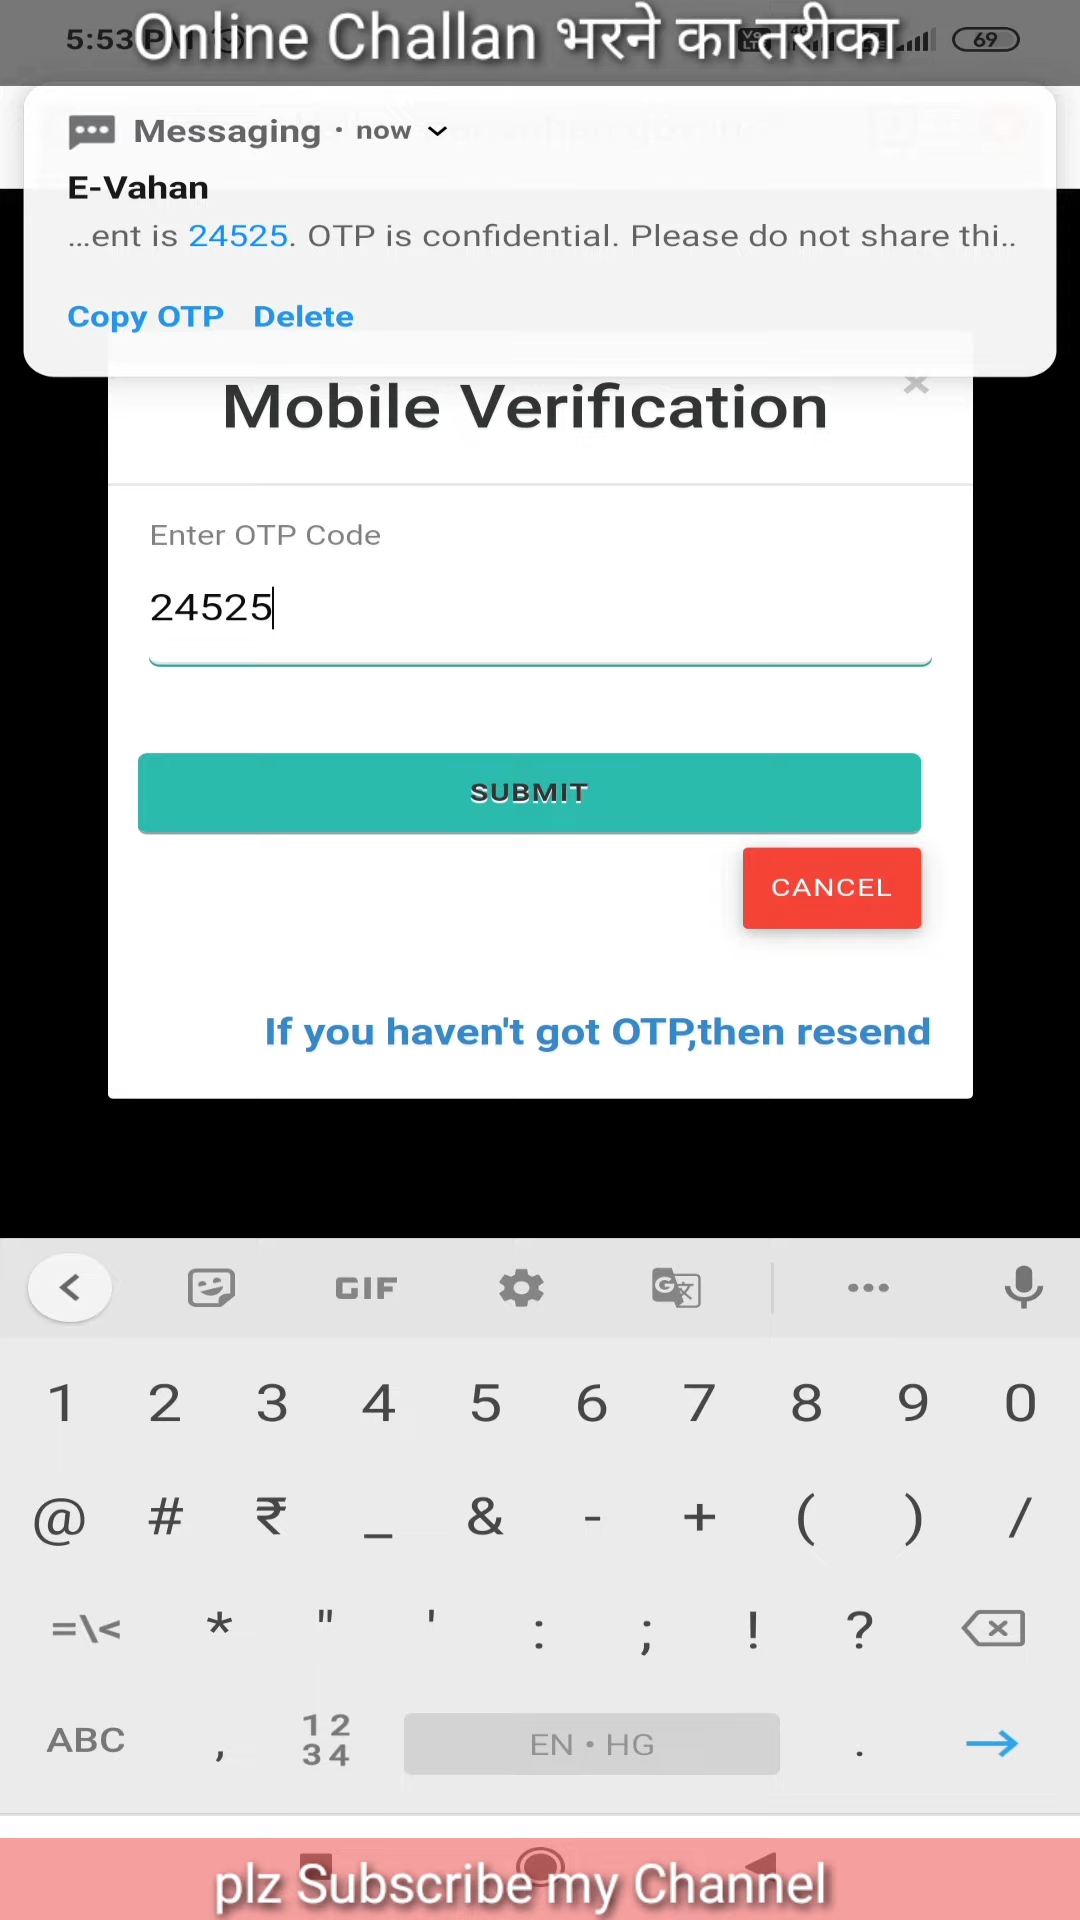 Online Challan भरने का तरीका
5:53 69
Messaging · now
E-Vahan
...ent is 24525. OTP is confidential. Please do not share thi..
Copy OTP Delete
Mobile Verification
Enter OTP Code
24525
SUBMIT
CANCEL
If you haven't got OTP,then resend
GIF
1 2 3 4 5 6 7 8 9 0
@ # ₹ _ & - + ( ) /
=\< * " ' : ; ! ?
ABC , 12 34 EN • HG .
plz Subscribe my Channel